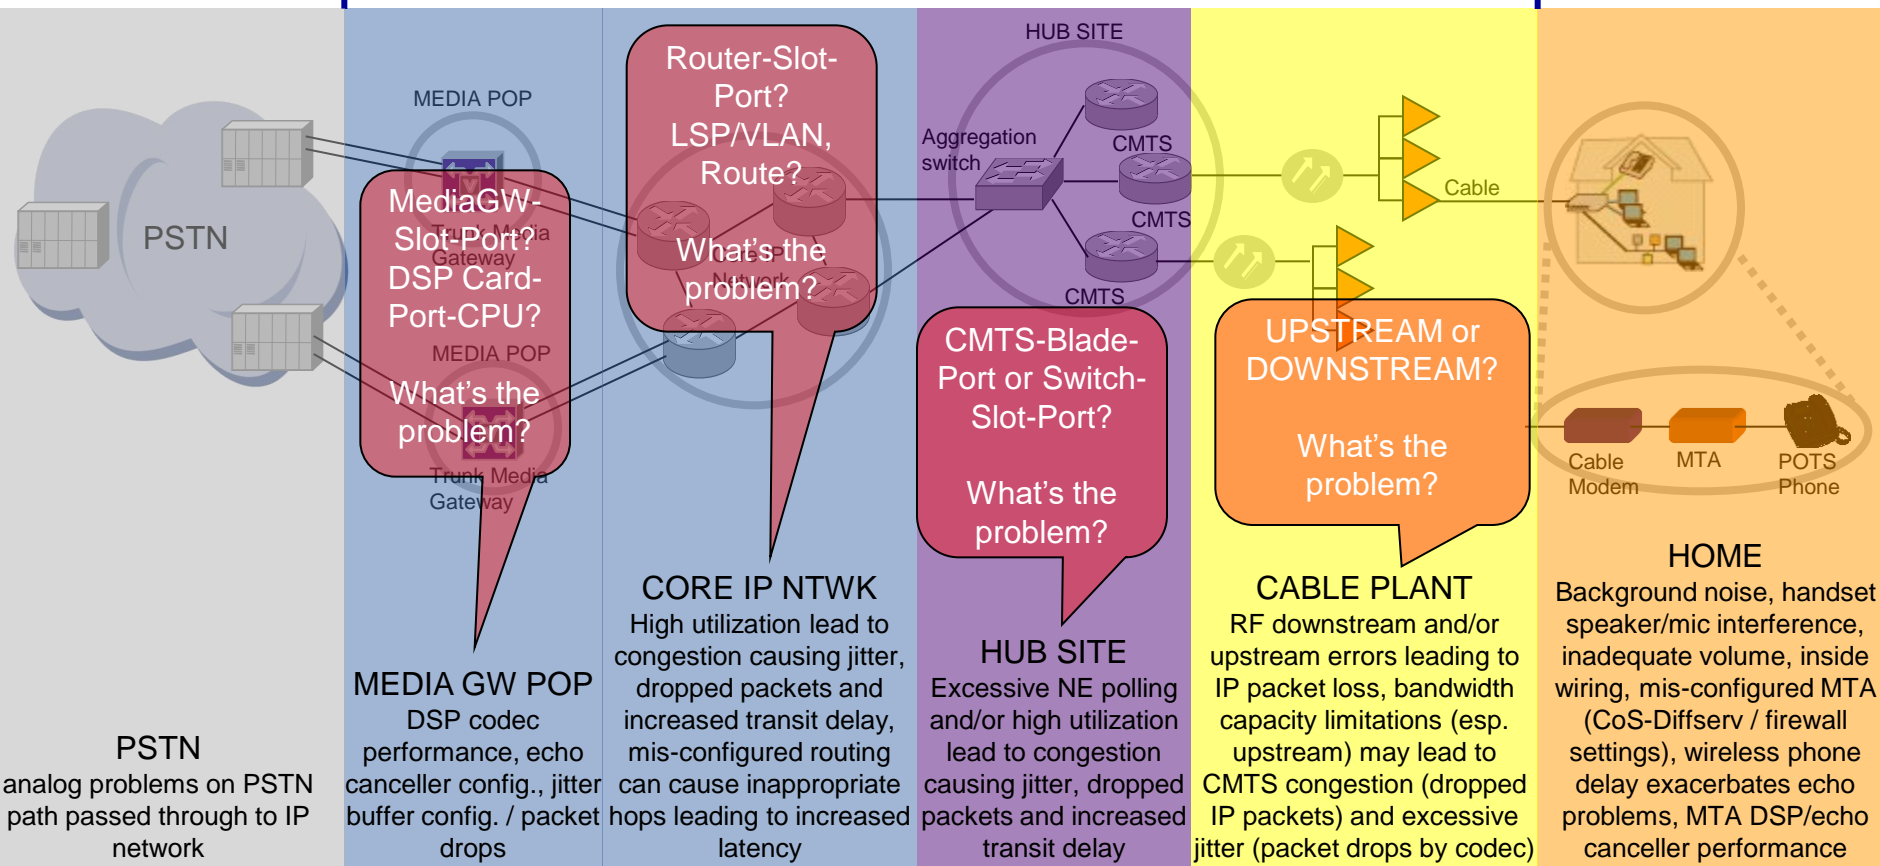 HUB SITE
MEDIA POP
PSTN
Trunk Media
Gateway
MediaGW-
Slot-Port?
DSP Card-
Port-CPU?
What's the
problem?
MEDIA POP
Trunk Media
Gateway
Router-Slot-
Port?
LSP/VLAN,
Route?
What's the
problem?
Core IP
Network
Aggregation
switch
CMTS
CMTS
CMTS
CMTS-Blade-
Port or Switch-
Slot-Port?
What's the
problem?
Cable
UPSTREAM or
DOWNSTREAM?
What's the
problem?
Cable
Modem
MTA
POTS
Phone
PSTN
analog problems on PSTN
path passed through to IP
network
MEDIA GW POP
DSP codec
performance, echo
canceller config., jitter
buffer config. / packet
drops
CORE IP NTWK
High utilization lead to
congestion causing jitter,
dropped packets and
increased transit delay,
mis-configured routing
can cause inappropriate
hops leading to increased
latency
HUB SITE
Excessive NE polling
and/or high utilization
lead to congestion
causing jitter, dropped
packets and increased
transit delay
CABLE PLANT
RF downstream and/or
upstream errors leading to
IP packet loss, bandwidth
capacity limitations (esp.
upstream) may lead to
CMTS congestion (dropped
IP packets) and excessive
jitter (packet drops by codec)
HOME
Background noise, handset
speaker/mic interference,
inadequate volume, inside
wiring, mis-configured MTA
(CoS-Diffserv / firewall
settings), wireless phone
delay exacerbates echo
problems, MTA DSP/echo
canceller performance